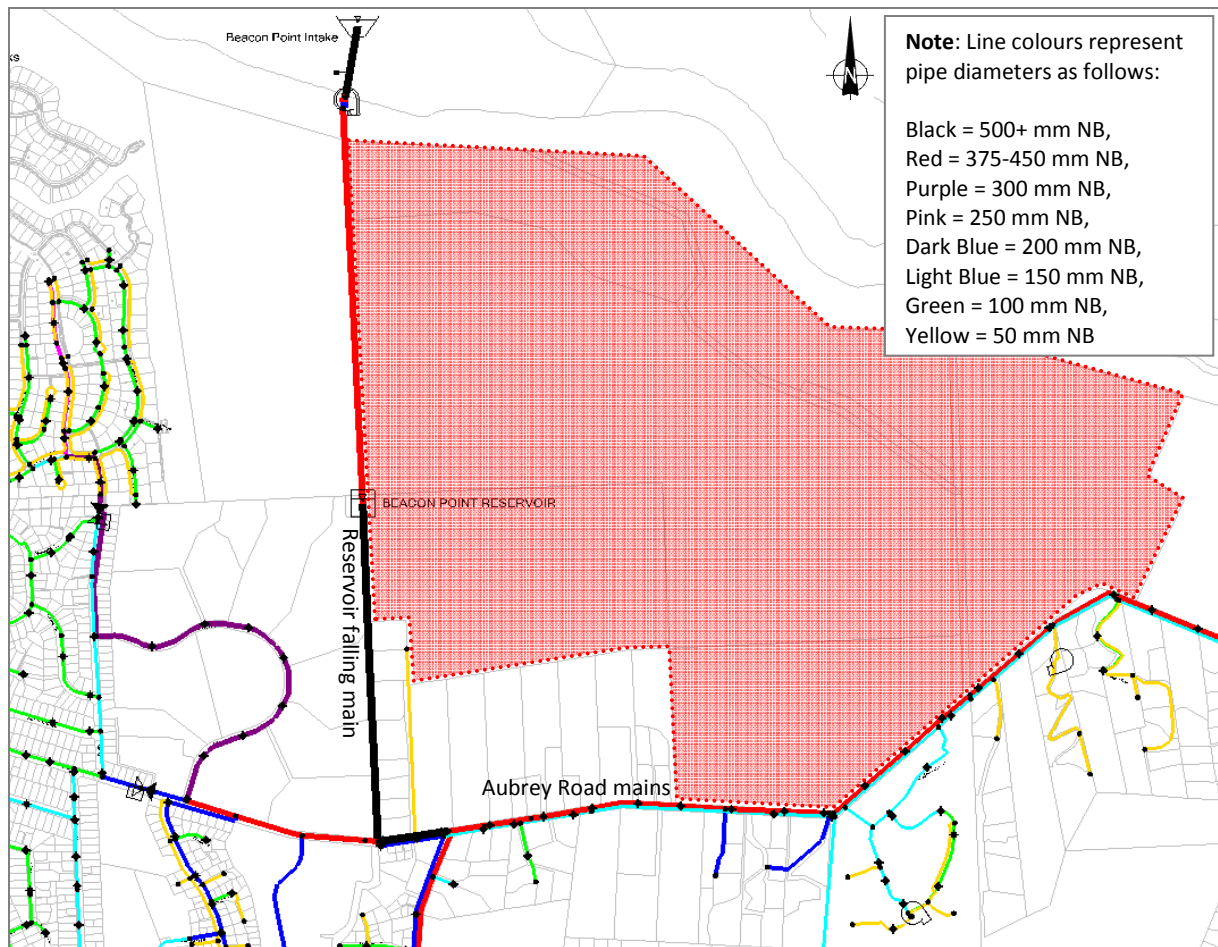 Beacon Point Intake
ks
N
Note: Line colours represent
pipe diameters as follows:
Black = 500+ mm NB,
Red = 375-450 mm NB,
Purple = 300 mm NB,
Pink = 250 mm NB,
Dark Blue = 200 mm NB,
Light Blue = 150 mm NB,
Green = 100 mm NB,
Yellow = 50 mm NB
BEACON POINT RESERVOIR
Reservoir falling main
Aubrey Road mains